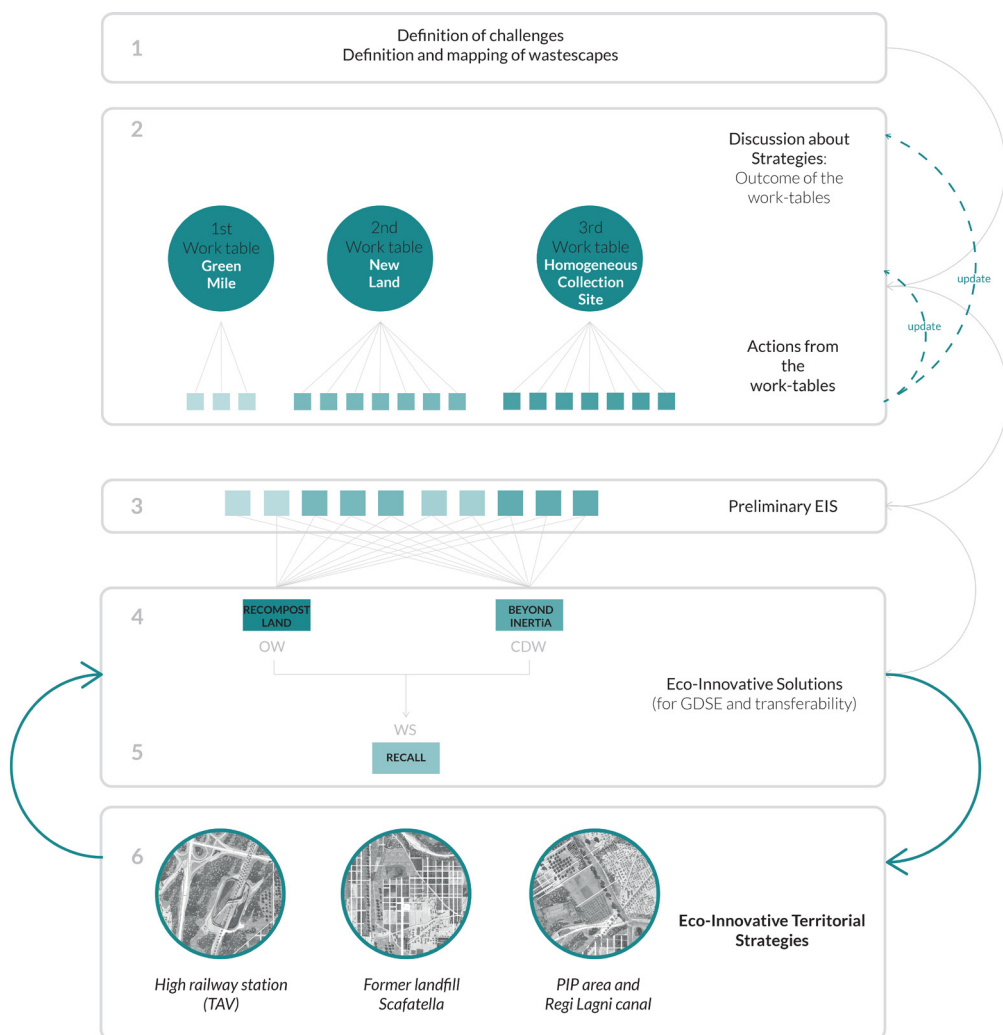 1
Definition of challenges
Definition and mapping of wastescapes
2
Discussion about
Strategies:
Outcome of the
work-tables
1st
Work table
Green
Mile
2nd
Work table
New
Land
3rd
Work table
Homogeneous
Collection
Site
update
update
Actions from
the
work-tables
3
Preliminary EIS
4
RECOMPOST
LAND
OW
BEYOND
INERTiA
CDW
Eco-Innovative Solutions
(for GDSE and transferability)
WS
5
RECALL
6
Eco-Innovative Territorial
Strategies
High railway station
(TAV)
Former landfill
Scafatella
PIP area and
Regi Lagni canal